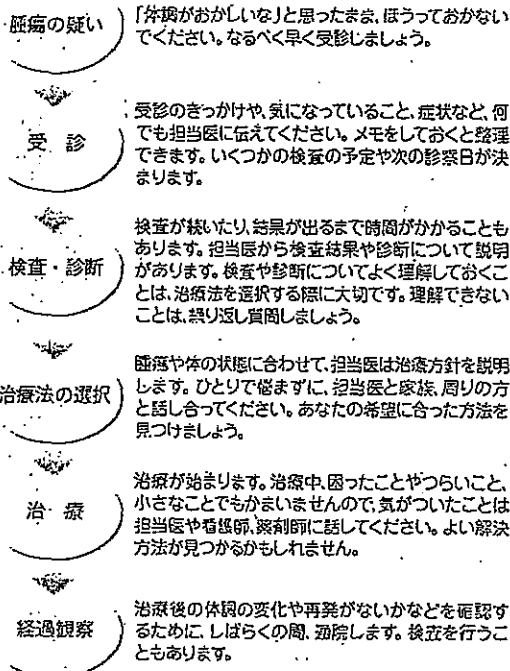 腫瘍の疑い
「体調がおかしいな」と思ったまま、ほうっておかない
でください。なるべく早く受診しましょう。
受 診
受診のきっかけや、気になっていること、症状など、何
でも担当医に伝えてください。メモをしておくと整理
できます。いくつかの検査の予定や次の診察日が決
まります。
検査・診断
検査が続いたり、結果が出るまで時間がかかることも
あります。担当医から検査結果や診断について説明
があります。検査や診断についてよく理解しておくこ
とは、治療法を選択する際に大切です。理解できない
ことは、繰り返し質問しましょう。
治療法の選択
腫瘍や体の状態に合わせて、担当医は治療方針を説明
します。ひとりで悩まずに、担当医と家族、周りの方
と話し合ってください。あなたの希望に合った方法を
見つけましょう。
治 療
治療が始まります。治療中、困ったことやつらいこと、
小さなことでもかまいませんので、気がついたことは
担当医や看護師、薬剤師に話してください。よい解決
方法が見つかるかもしれません。
経過観察
治療後の体調の変化や再発がないかなどを確認す
るために、しばらくの間、通院します。検査を行うこ
ともあります。